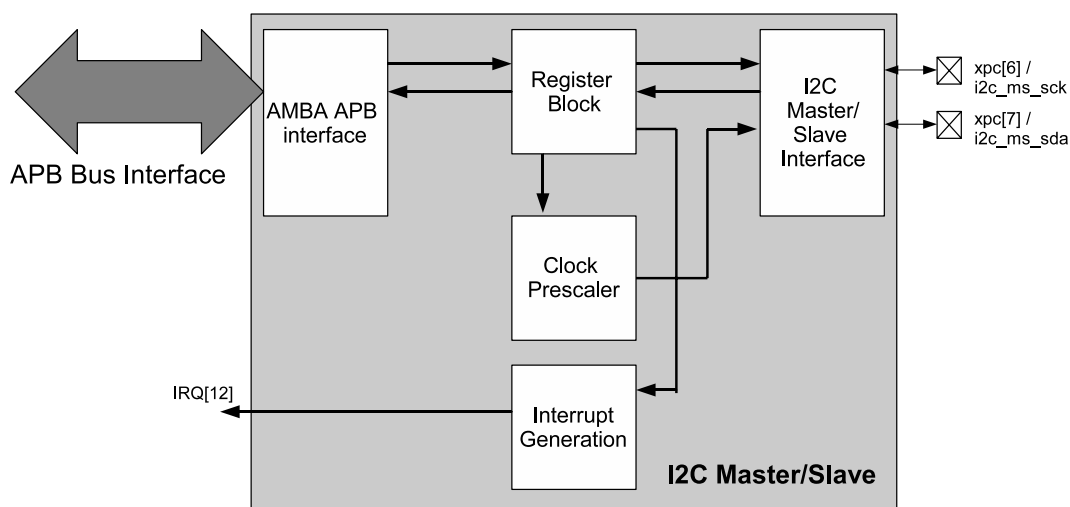 AMBA APB
interface
Register
Block
I2C
Master/
Slave
Interface
xpc[6] /
i2c_ms_sck
xpc[7] /
i2c_ms_sda
APB Bus Interface
Clock
Prescaler
IRQ[12]
Interrupt
Generation
I2C Master/Slave